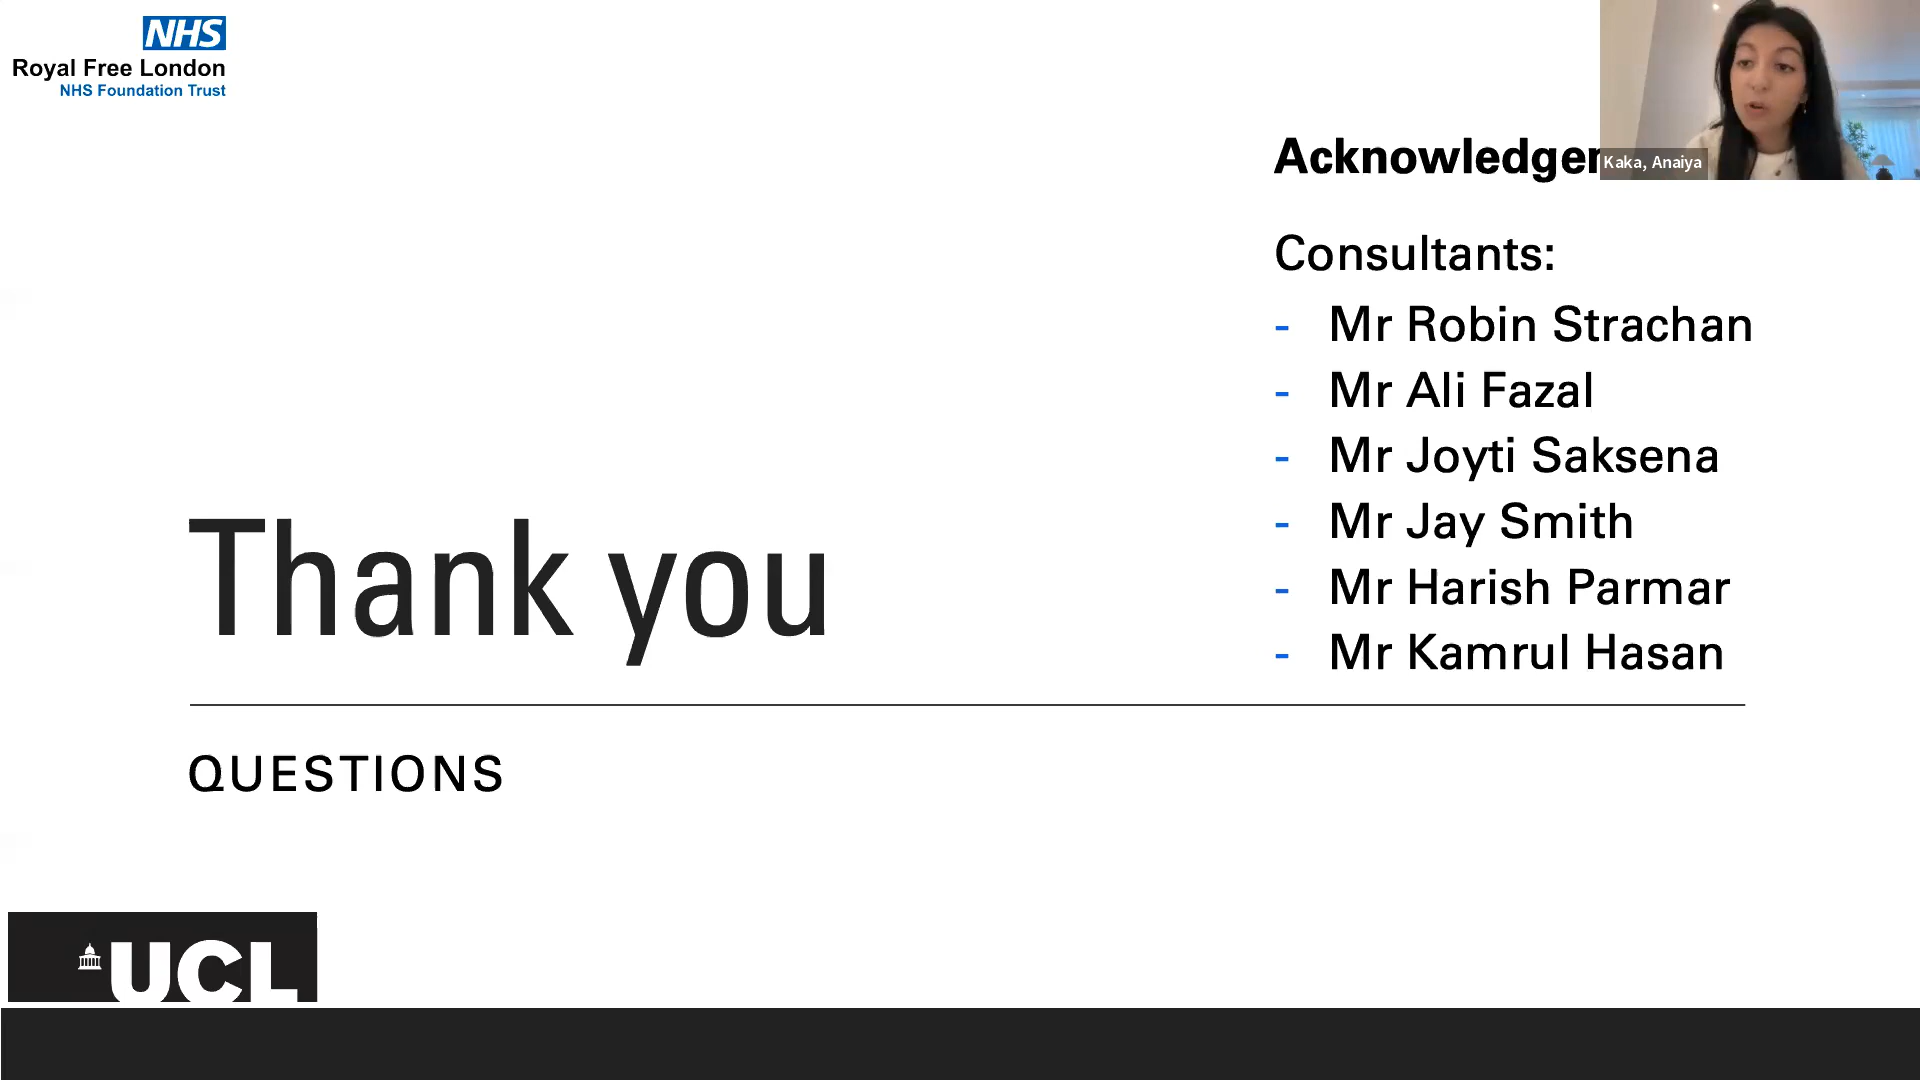 NHS
Royal Free London
NHS Foundation Trust
Kaka, Anaiya
Consultants:
- Mr Robin Strachan
- Mr Ali Fazal
- Mr Joyti Saksena
- Mr Jay Smith
- Mr Harish Parmar
- Mr Kamrul Hasan
Thank you
QUESTIONS
UCL